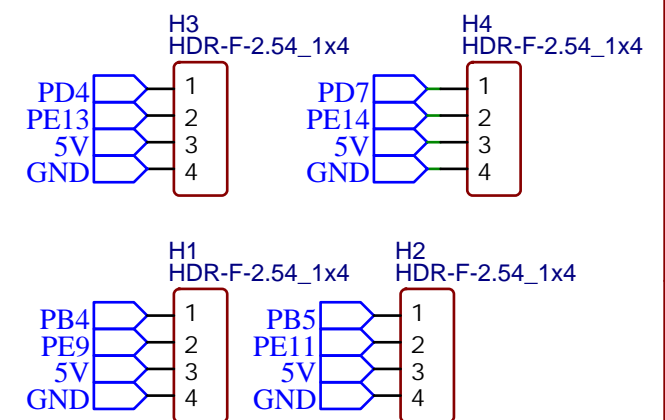 H3
HDR-F-2.54_1x4
PD4 1
PE13 2
5V 3
GND 4
H4
HDR-F-2.54_1x4
PD7 1
PE14 2
5V 3
GND 4
H1
HDR-F-2.54_1x4
PB4 1
PE9 2
5V 3
GND 4
H2
HDR-F-2.54_1x4
PB5 1
PE11 2
5V 3
GND 4